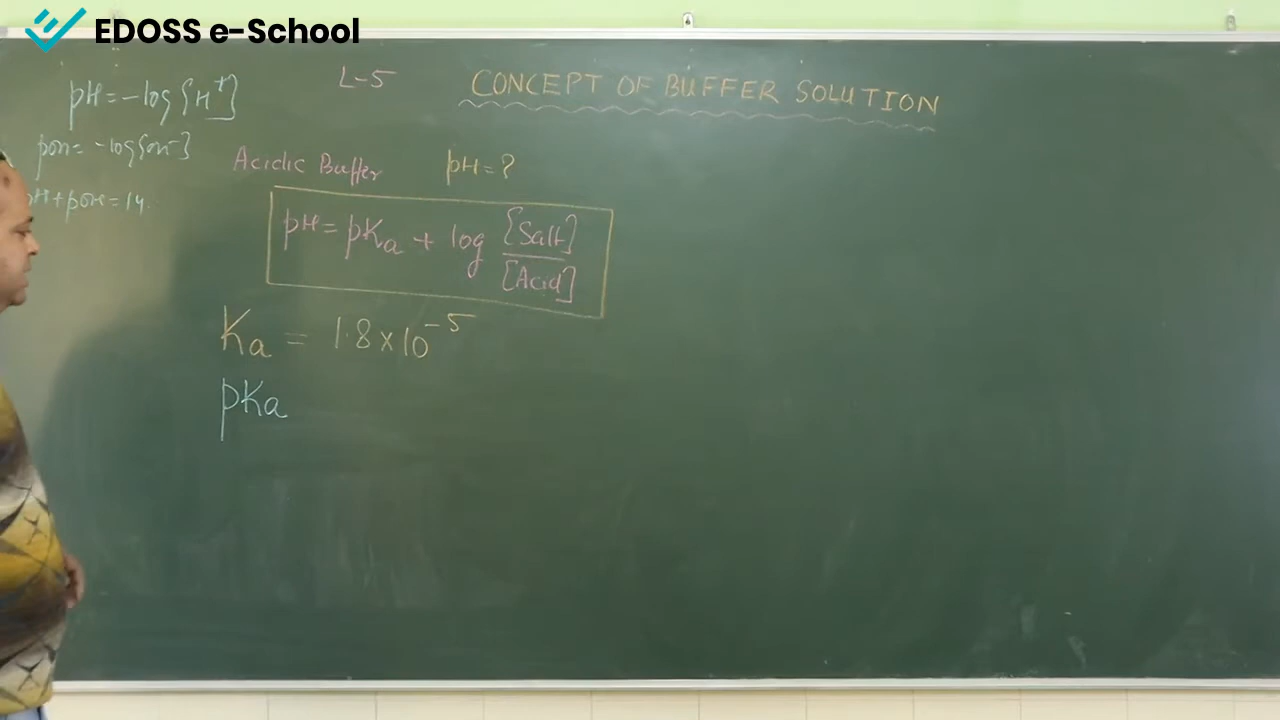 EDOSS e-School
L-5 CONCEPT OF BUFFER SOLUTION
pH = -log[H⁺]
pOH = -log[OH⁻]
pH + pOH = 14
Acidic Buffer pH = ?
pH = pKa + log [Salt]/[Acid]
Ka = 1.8 × 10⁻⁵
pKa